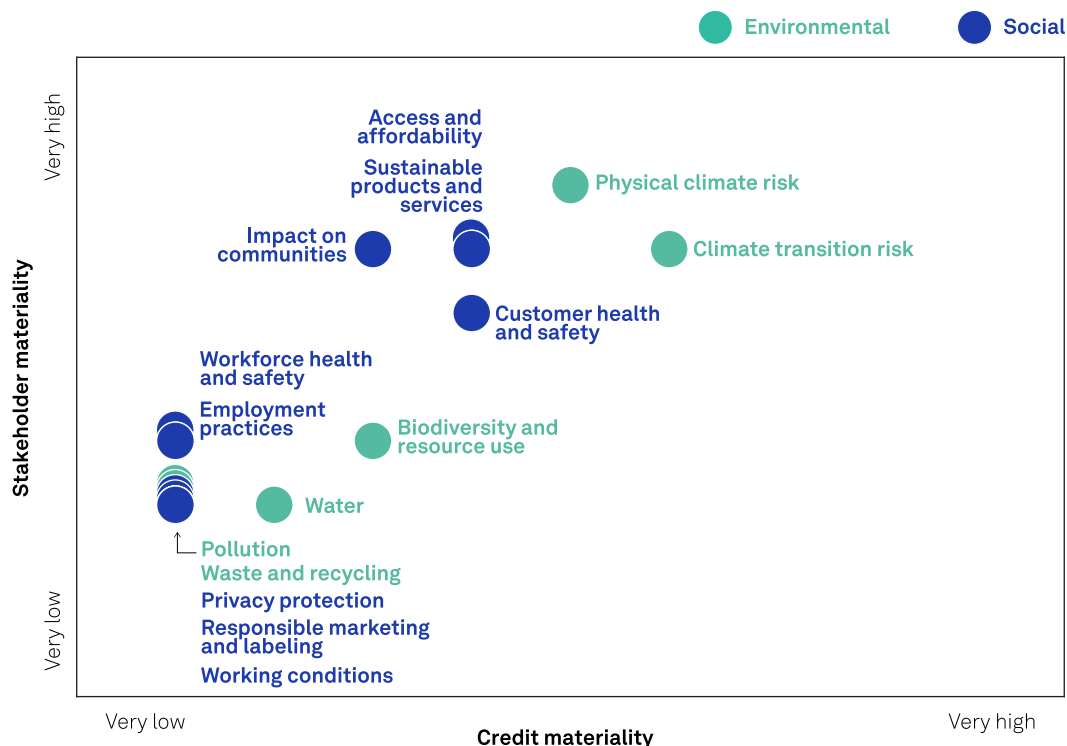 Environmental
Social
Very high
Access and
affordability
Sustainable
products and
services
Physical climate risk
Impact on
communities
Climate transition risk
Customer health
and safety
Stakeholder materiality
Workforce health
and safety
Employment
practices
Biodiversity and
resource use
Water
Pollution
Waste and recycling
Privacy protection
Responsible marketing
and labeling
Working conditions
Very low
Very low
Credit materiality
Very high